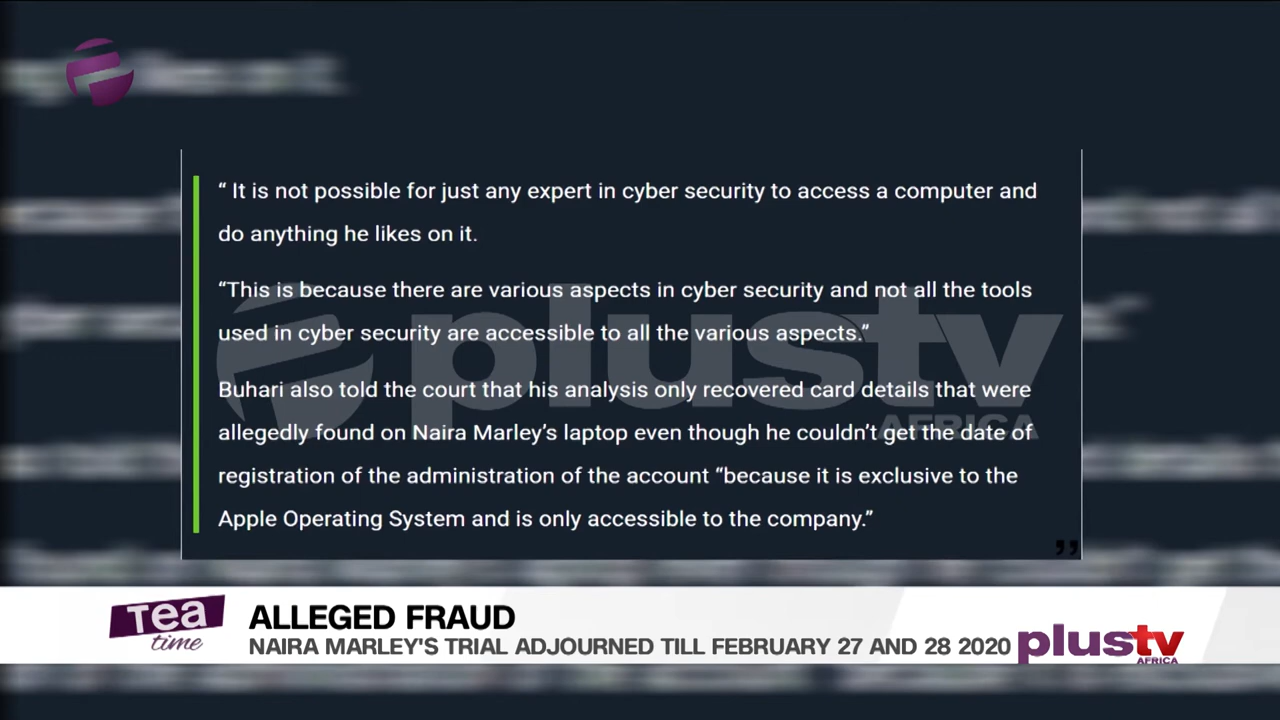 “ It is not possible for just any expert in cyber security to access a computer and
do anything he likes on it.
“This is because there are various aspects in cyber security and not all the tools
used in cyber security are accessible to all the various aspects.”
Buhari also told the court that his analysis only recovered card details that were
allegedly found on Naira Marley’s laptop even though he couldn’t get the date of
registration of the administration of the account “because it is exclusive to the
Apple Operating System and is only accessible to the company.”
”
plustv
AFRICA
Tea
time
ALLEGED FRAUD
NAIRA MARLEY'S TRIAL ADJOURNED TILL FEBRUARY 27 AND 28 2020
plustv
AFRICA